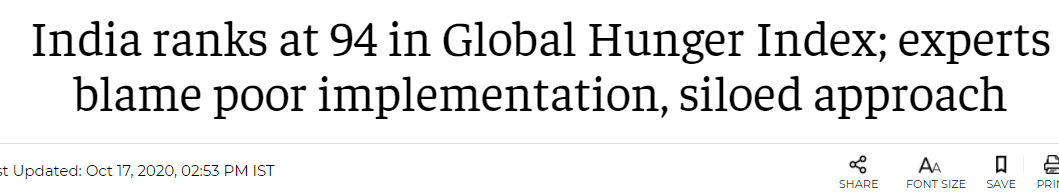 India ranks at 94 in Global Hunger Index; experts
blame poor implementation, siloed approach
st Updated: Oct 17, 2020, 02:53 PM IST
SHARE FONT SIZE SAVE PRIN